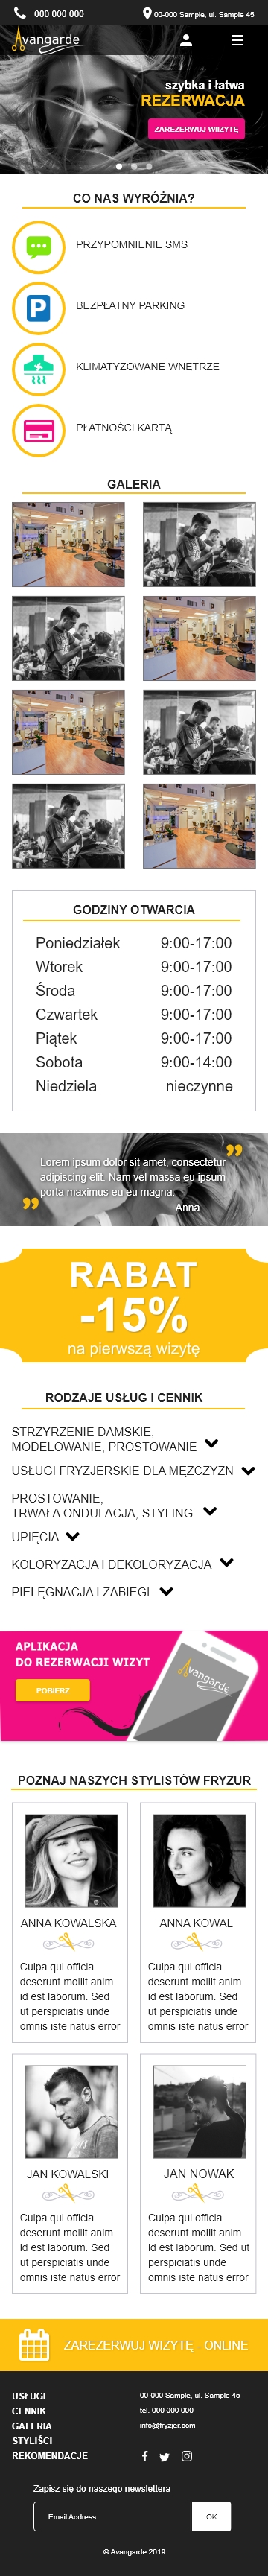 000 000 000
00-000 Sample, ul. Sample 45
Avangarde
szybka i łatwa
REZERWACJA
ZAREZERWUJ WIIZYTĘ
CO NAS WYRÓŻNIA?
PRZYPOMNIENIE SMS
BEZPŁATNY PARKING
KLIMATYZOWANE WNĘTRZE
PŁATNOŚCI KARTĄ
GALERIA
GODZINY OTWARCIA
Poniedziałek 9:00-17:00
Wtorek 9:00-17:00
Środa 9:00-17:00
Czwartek 9:00-17:00
Piątek 9:00-17:00
Sobota 9:00-14:00
Niedziela nieczynne
Lorem ipsum dolor sit amet, consectetur
adipiscing elit. Nam vel massa eu ipsum
porta maximus eu eu magna.
Anna
RABAT
-15%
na pierwszą wizytę
RODZAJE USŁUG I CENNIK
STRZYRZENIE DAMSKIE,
MODELOWANIE, PROSTOWANIE
USŁUGI FRYZJERSKIE DLA MĘŻCZYZN
PROSTOWANIE,
TRWAŁA ONDULACJA, STYLING
UPIĘCIA
KOLORYZACJA I DEKOLORYZACJA
PIELĘGNACJA I ZABIEGI
APLIKACJA
DO REZERWACJI WIZYT
POBIERZ
Avangarde
POZNAJ NASZYCH STYLISTÓW FRYZUR
ANNA KOWALSKA
Culpa qui officia
deserunt mollit anim
id est laborum. Sed
ut perspiciatis unde
omnis iste natus error
ANNA KOWAL
Culpa qui officia
deserunt mollit anim
id est laborum. Sed
ut perspiciatis unde
omnis iste natus error
JAN KOWALSKI
Culpa qui officia
deserunt mollit anim
id est laborum. Sed
ut perspiciatis unde
omnis iste natus error
JAN NOWAK
Culpa qui officia
deserunt mollit anim
id est laborum. Sed ut
perspiciatis unde
omnis iste natus error
ZAREZERWUJ WIZYTĘ - ONLINE
USŁUGI
CENNIK
GALERIA
STYLIŚCI
REKOMENDACJE
00-000 Sample, ul. Sample 45
tel. 000 000 000
info@fryzjer.com
Zapisz się do naszego newslettera
Email Address
OK
© Avangarde 2019